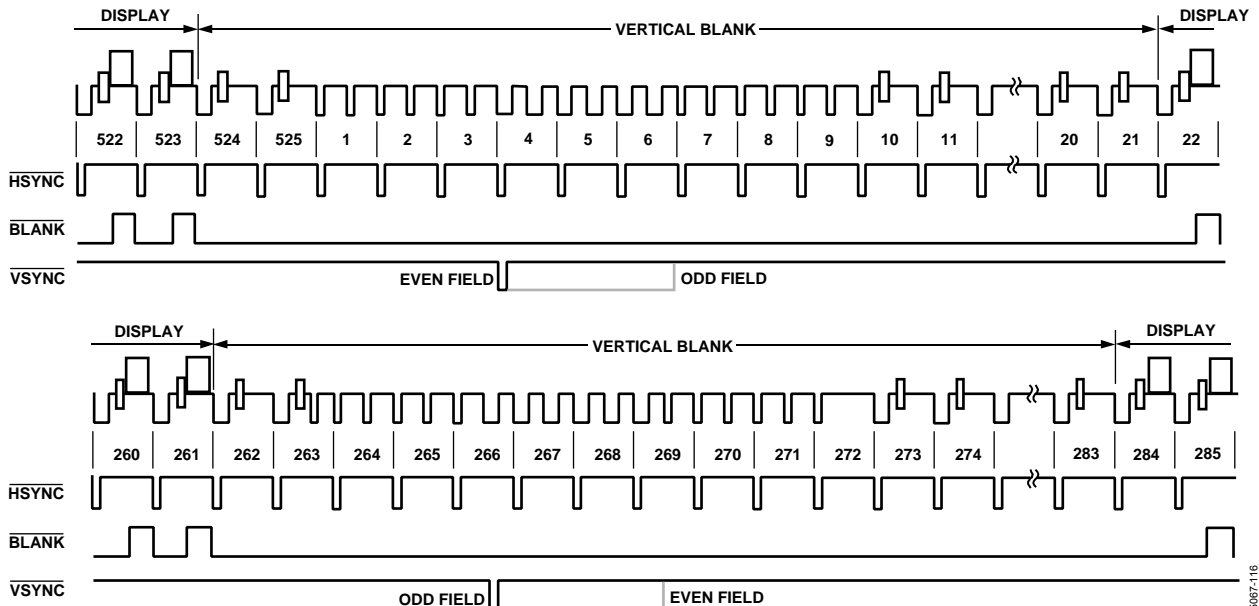 DISPLAY VERTICAL BLANK DISPLAY
522 523 524 525 1 2 3 4 5 6 7 8 9 10 11 20 21 22
HSYNC
BLANK
VSYNC EVEN FIELD ODD FIELD
DISPLAY VERTICAL BLANK DISPLAY
260 261 262 263 264 265 266 267 268 269 270 271 272 273 274 283 284 285
HSYNC
BLANK
VSYNC ODD FIELD EVEN FIELD